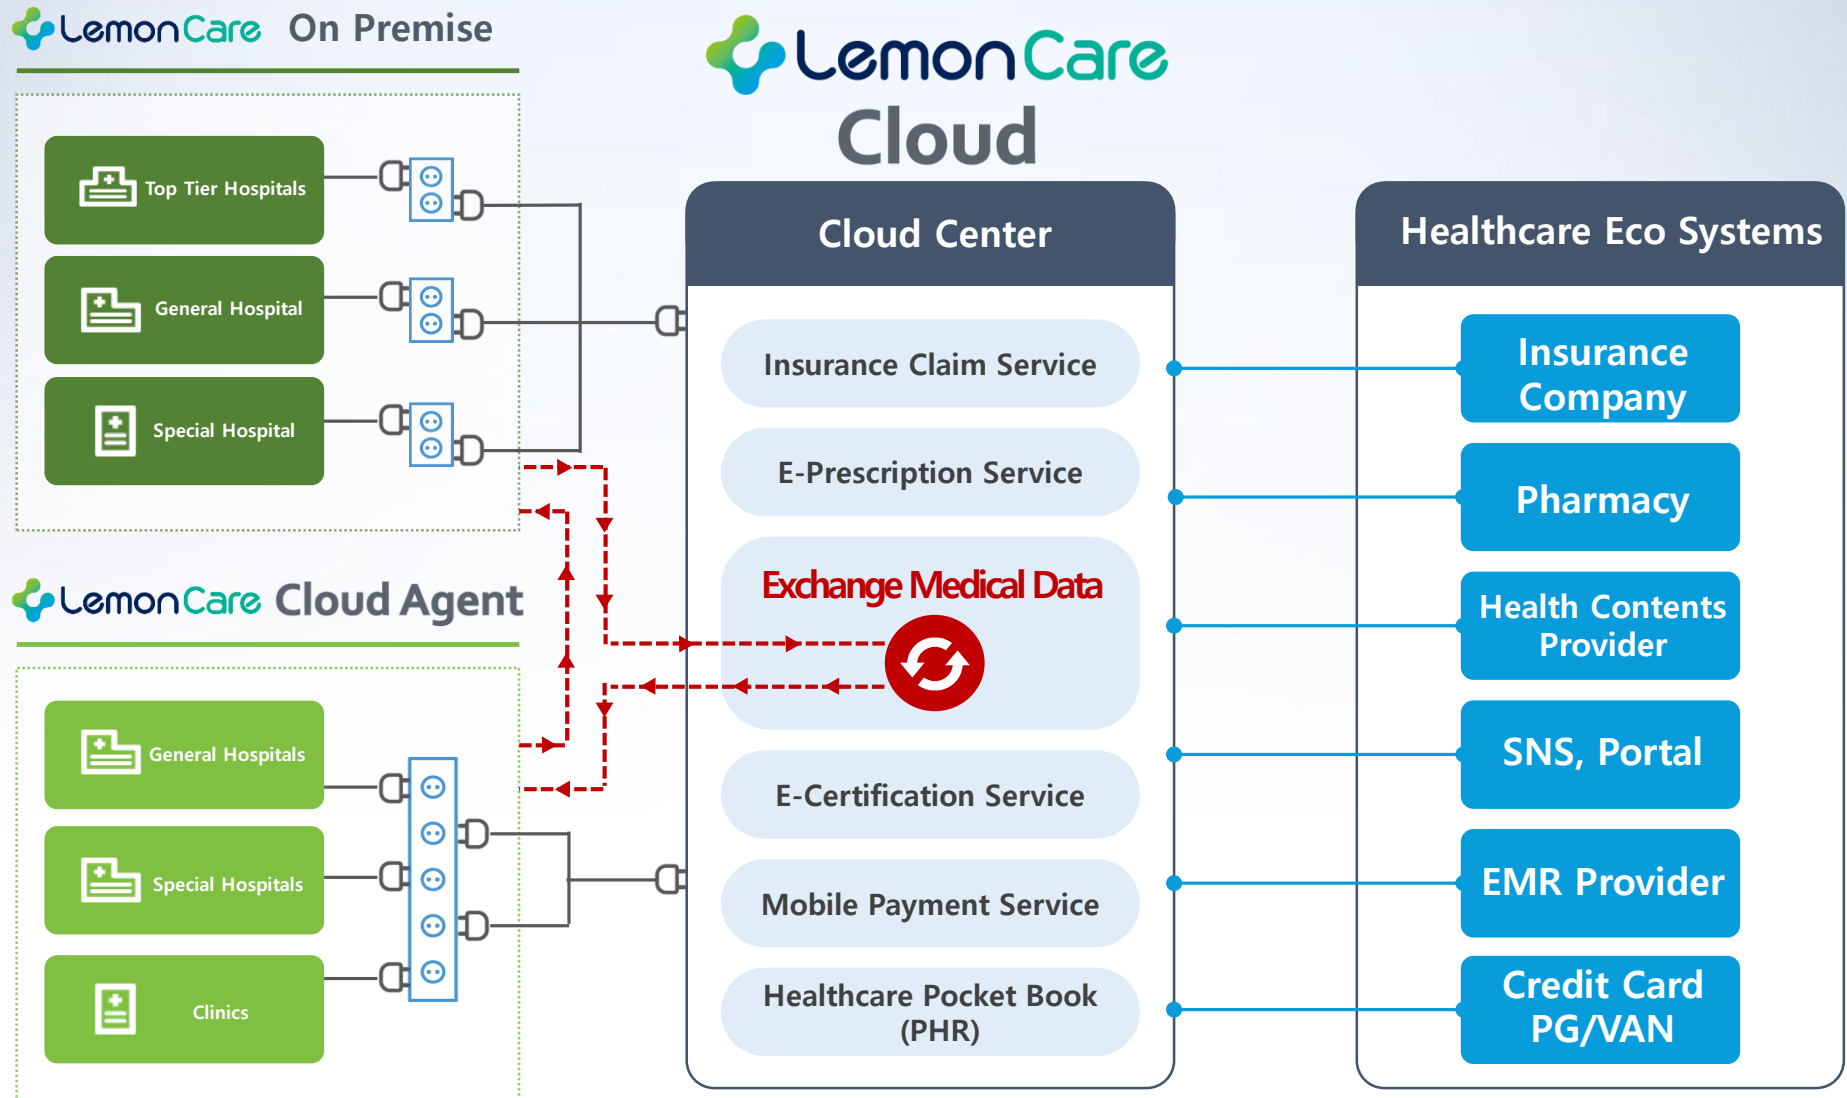 LemonCare On Premise
Top Tier Hospitals
General Hospital
Special Hospital
LemonCare Cloud Agent
General Hospitals
Special Hospitals
Clinics
LemonCare
Cloud
Cloud Center
Insurance Claim Service
E-Prescription Service
Exchange Medical Data
E-Certification Service
Mobile Payment Service
Healthcare Pocket Book
(PHR)
Healthcare Eco Systems
Insurance
Company
Pharmacy
Health Contents
Provider
SNS, Portal
EMR Provider
Credit Card
PG/VAN